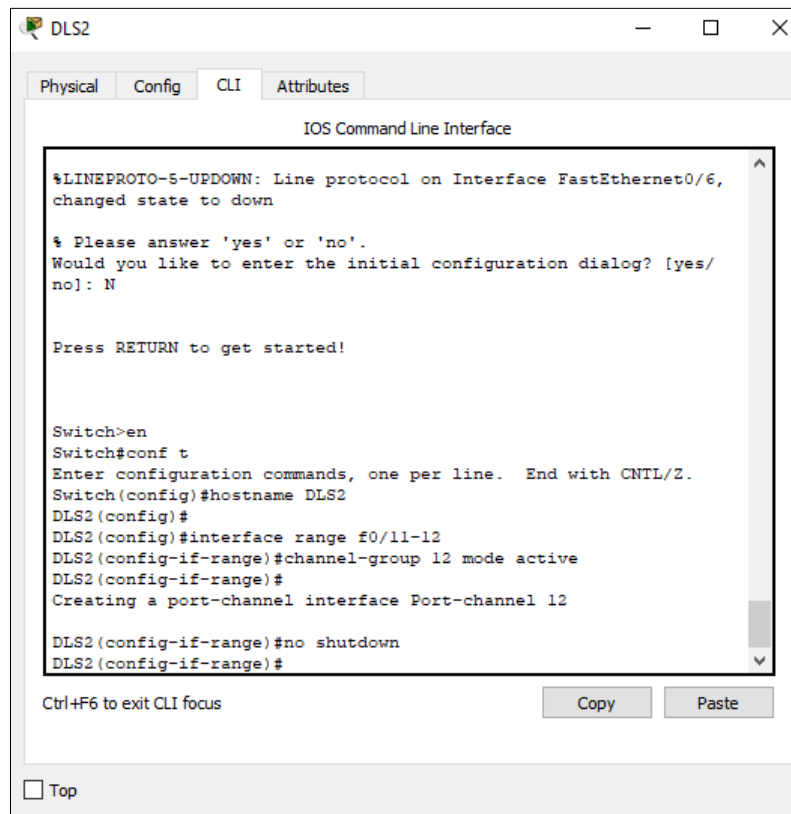 DLS2
Physical Config CLI Attributes
IOS Command Line Interface
%LINEPROTO-5-UPDOWN: Line protocol on Interface FastEthernet0/6,
changed state to down
% Please answer 'yes' or 'no'.
Would you like to enter the initial configuration dialog? [yes/
no]: N
Press RETURN to get started!
Switch>en
Switch#conf t
Enter configuration commands, one per line.  End with CNTL/Z.
Switch(config)#hostname DLS2
DLS2(config)#
DLS2(config)#interface range f0/11-12
DLS2(config-if-range)#channel-group 12 mode active
DLS2(config-if-range)#
Creating a port-channel interface Port-channel 12
DLS2(config-if-range)#no shutdown
DLS2(config-if-range)#
Ctrl+F6 to exit CLI focus
Copy Paste
Top